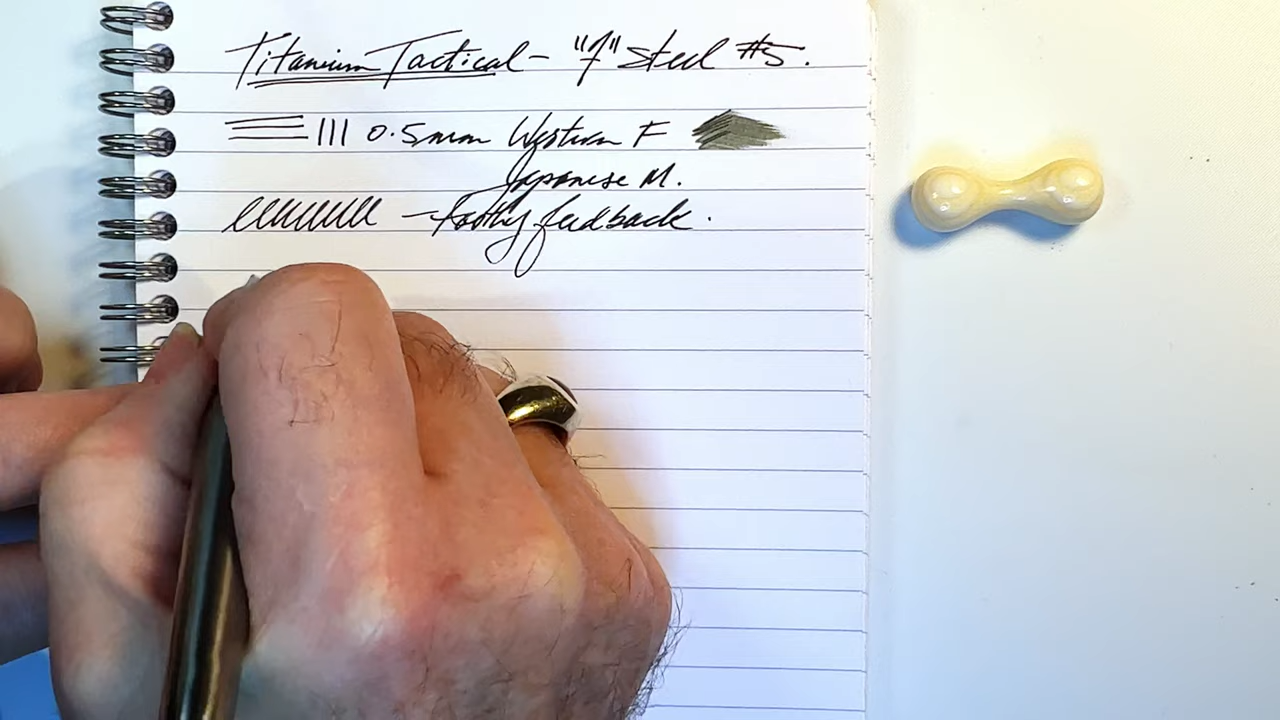 Titanium Tactical - "f" Steel #5.
0.5mm Western F
Japanese M.
- Toothy feedback.